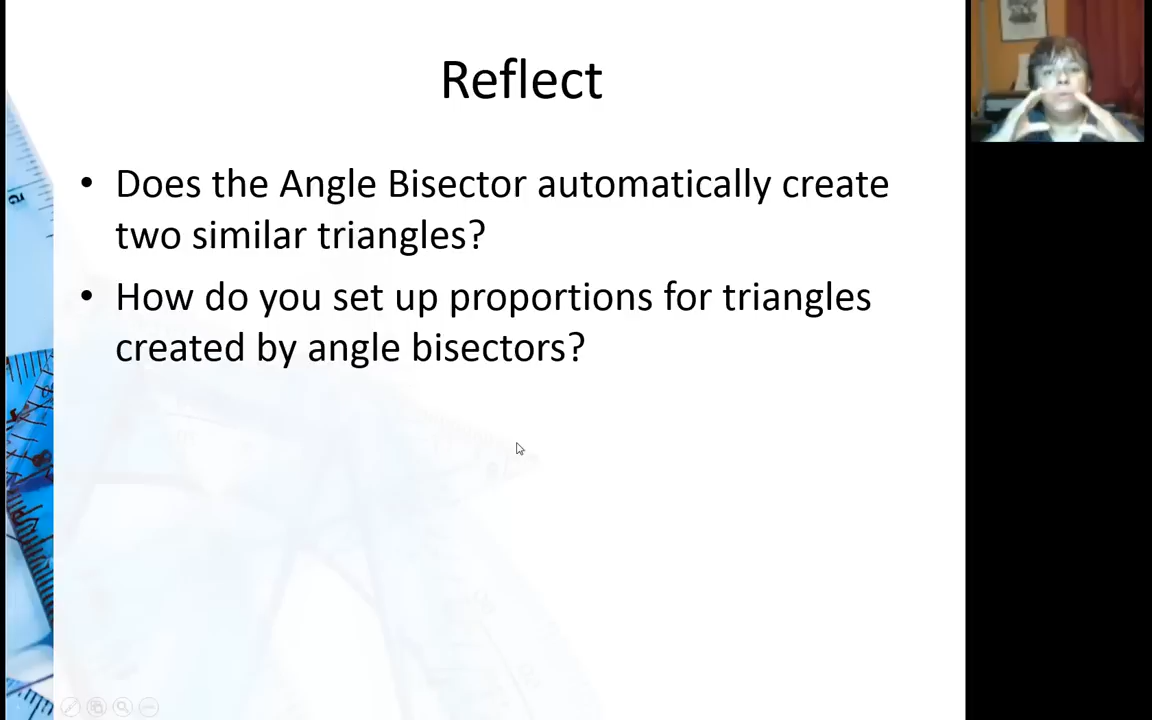 Reflect
• Does the Angle Bisector automatically create
two similar triangles?
• How do you set up proportions for triangles
created by angle bisectors?